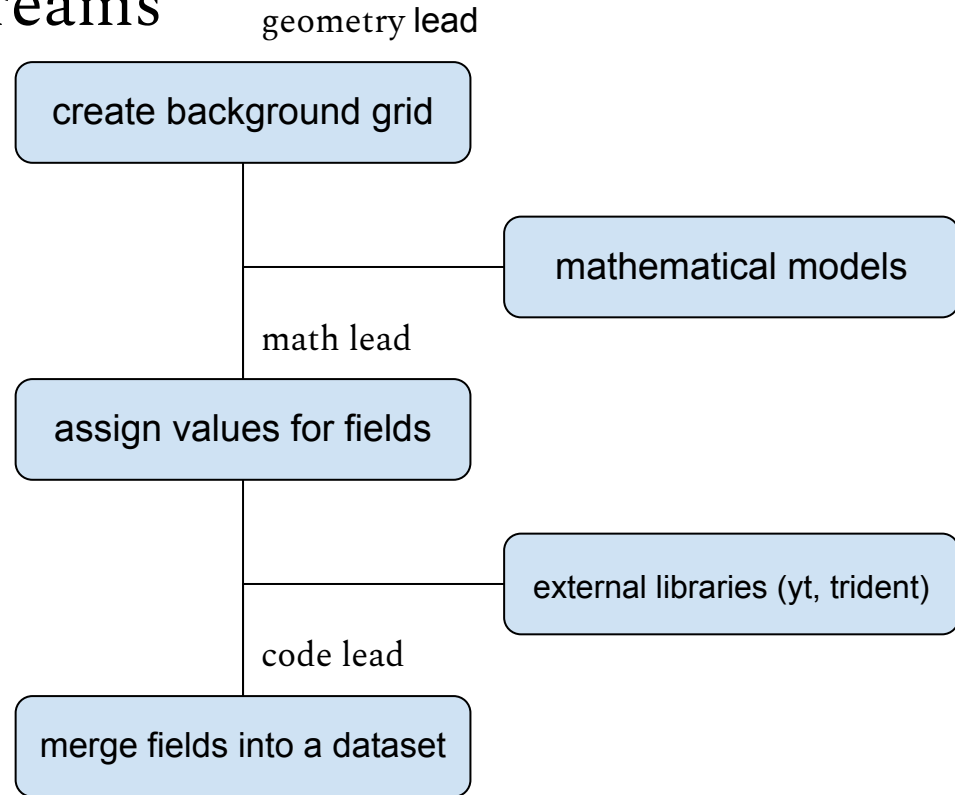 reams
geometry lead
create background grid
mathematical models
math lead
assign values for fields
external libraries (yt, trident)
code lead
merge fields into a dataset